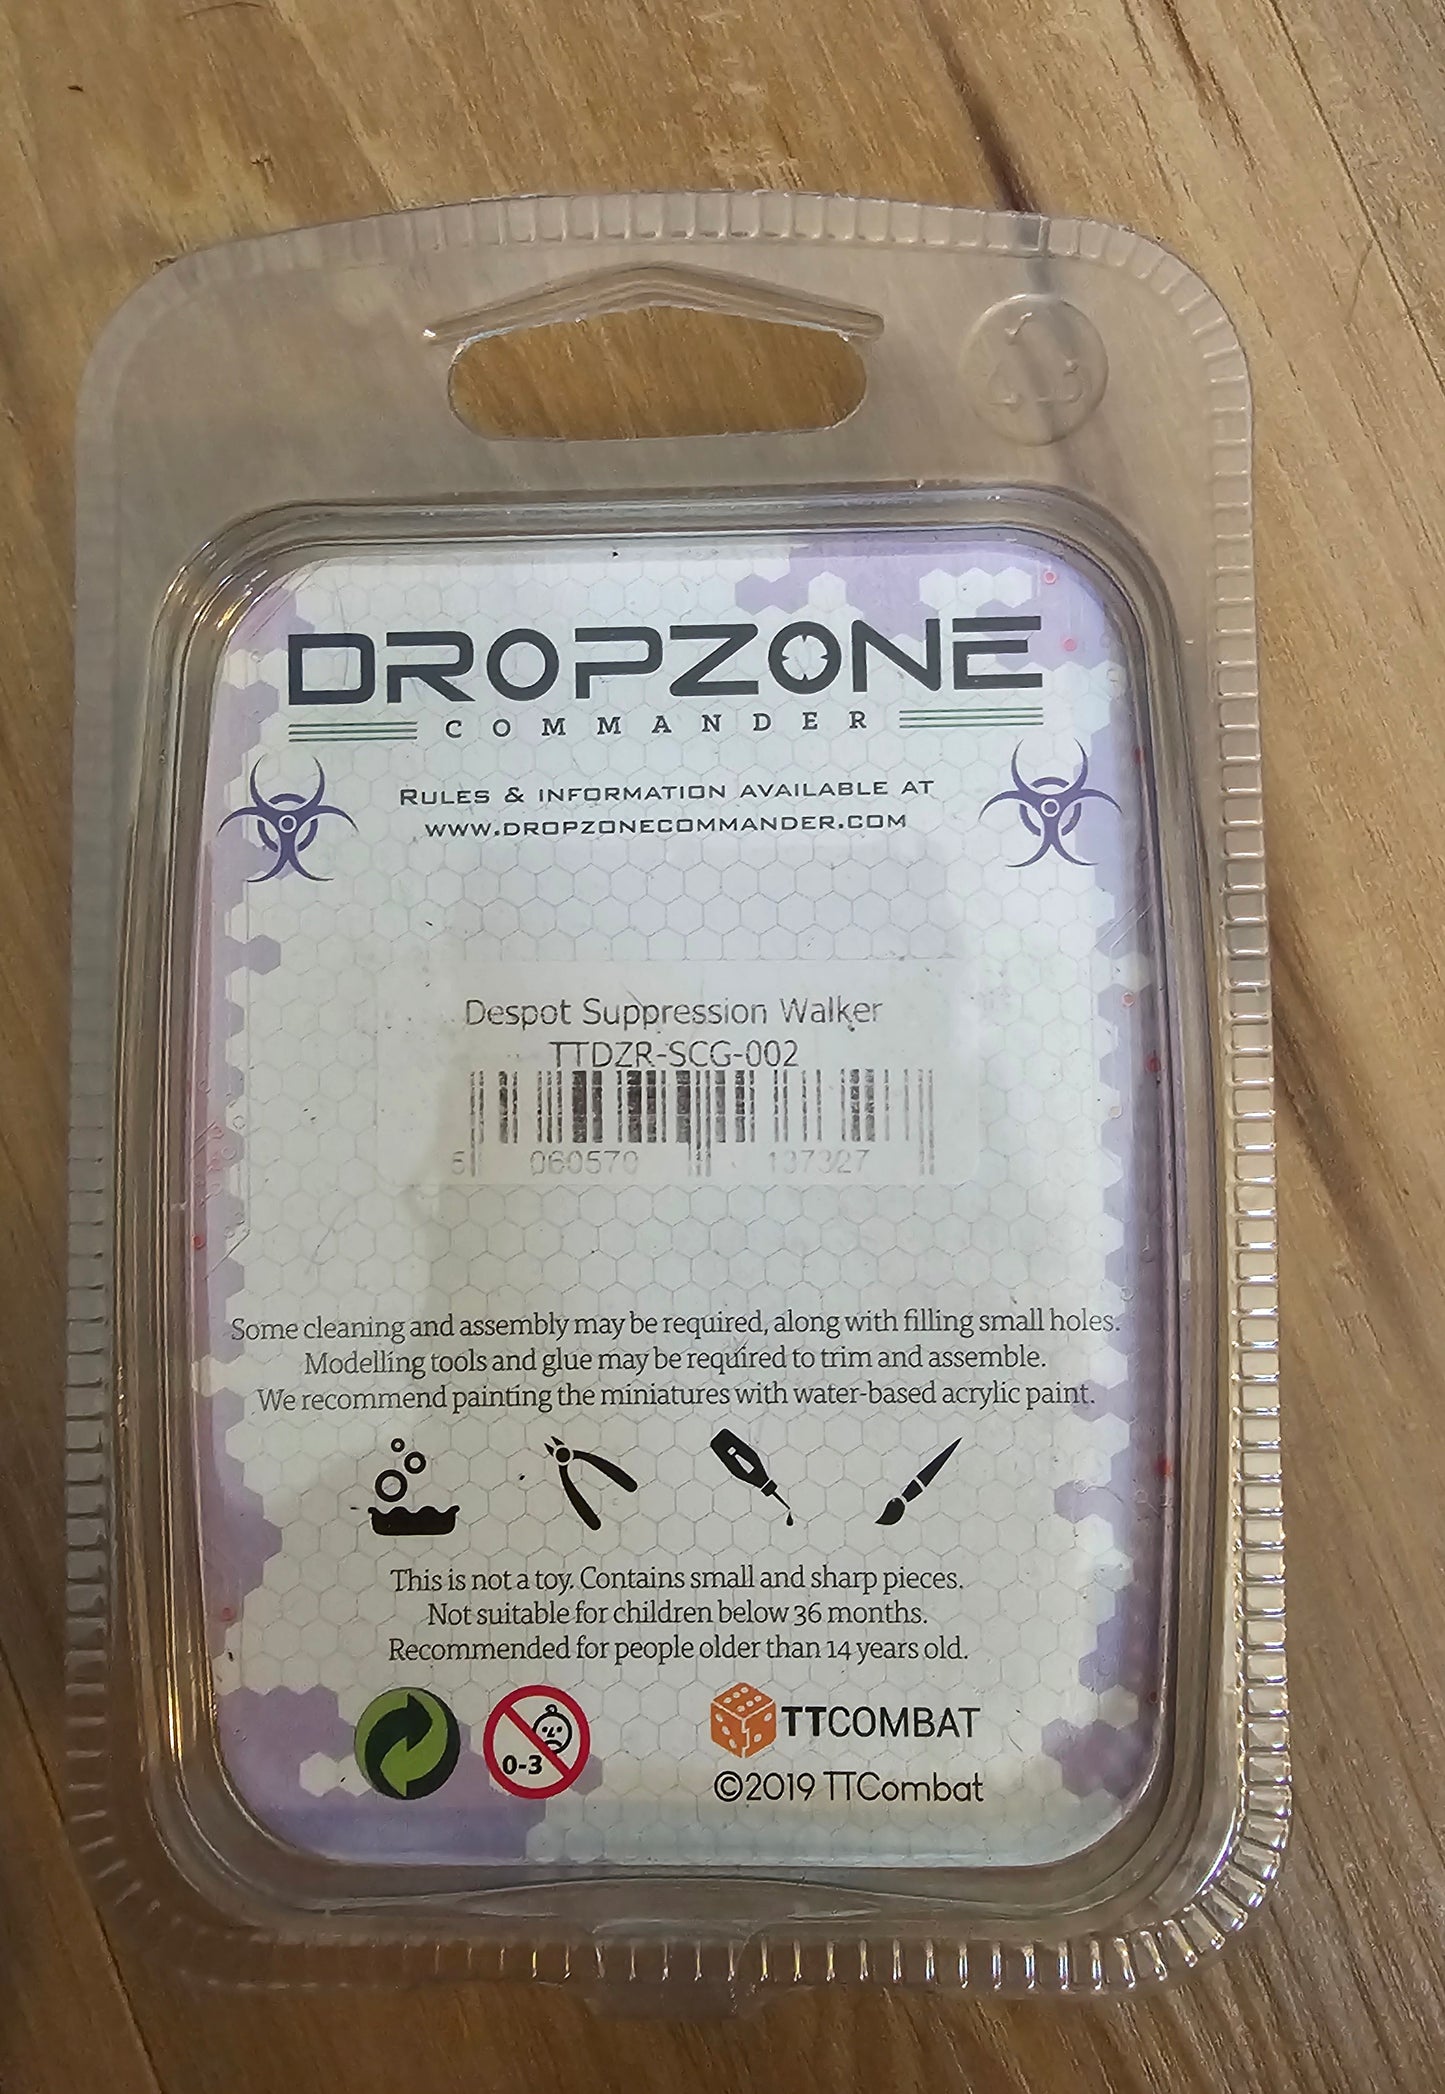 DROPZONE
COMMANDER
RULES & INFORMATION AVAILABLE AT
WWW.DROPZONECOMMANDER.COM
Despot Suppression Walker
TTDZR-SCG-002
5 060570 137327
Some cleaning and assembly may be required, along with filling small holes.
Modelling tools and glue may be required to trim and assemble.
We recommend painting the miniatures with water-based acrylic paint.
This is not a toy. Contains small and sharp pieces.
Not suitable for children below 36 months.
Recommended for people older than 14 years old.
0-3
TTCOMBAT
©2019 TTCombat